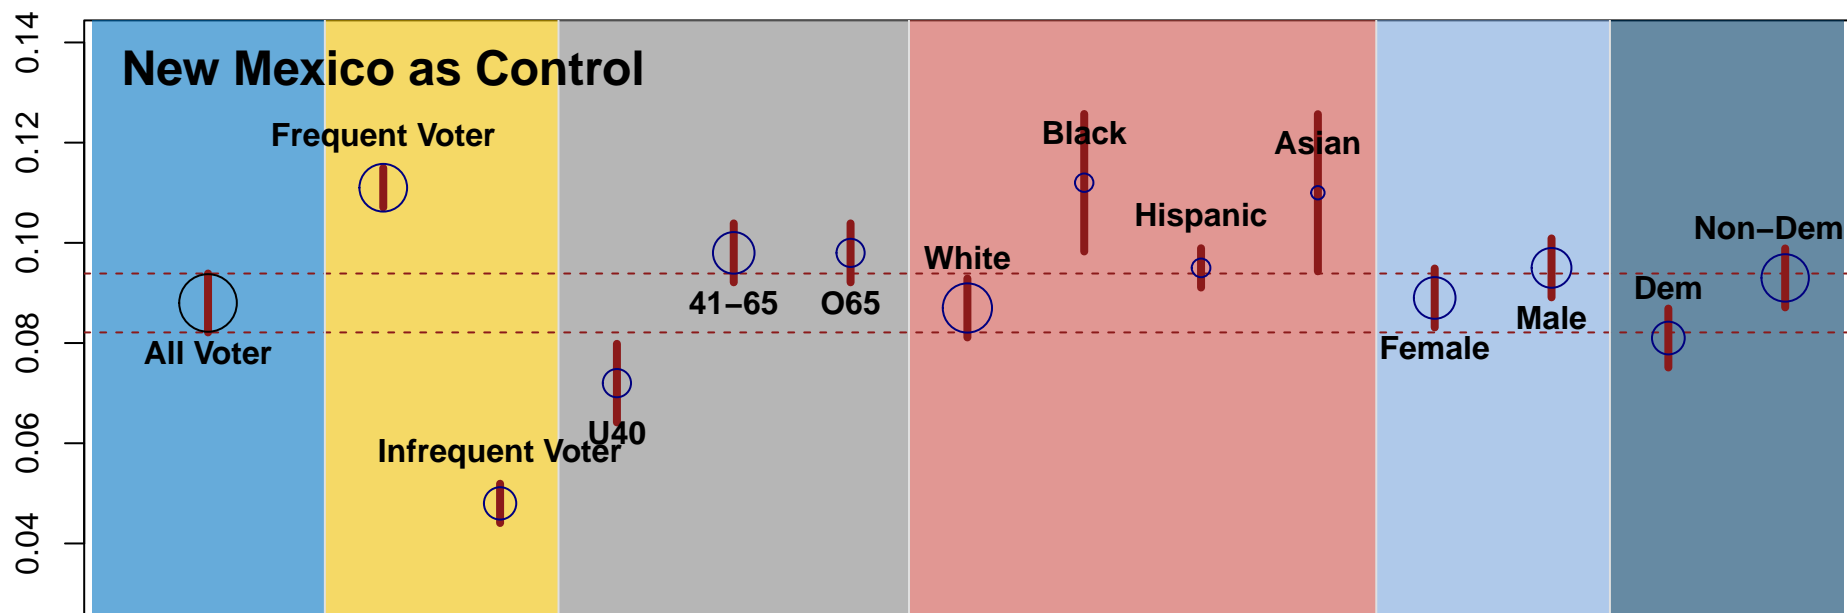 0.14
0.12
0.10
0.08
0.06
0.04
New Mexico as Control
All Voter
Frequent Voter
Infrequent Voter
U40
41−65
O65
White
Black
Hispanic
Asian
Female
Male
Dem
Non−Dem